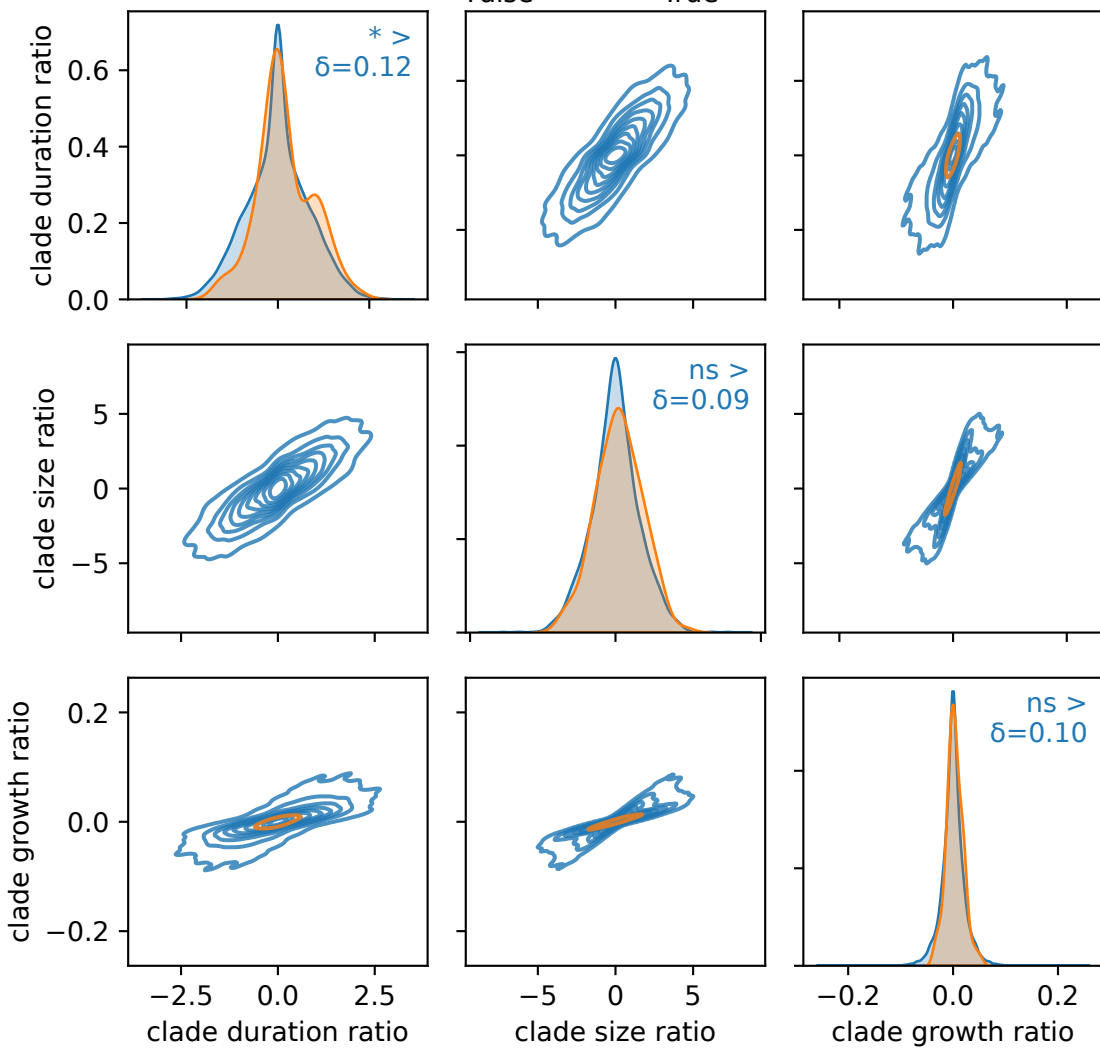 clade duration ratio
0.6
0.4
0.2
0.0
* >
δ=0.12
clade size ratio
5
0
−5
ns >
δ=0.09
clade growth ratio
0.2
0.0
−0.2
ns >
δ=0.10
−2.5 0.0 2.5
−5 0 5
−0.2 0.0 0.2
clade duration ratio
clade size ratio
clade growth ratio